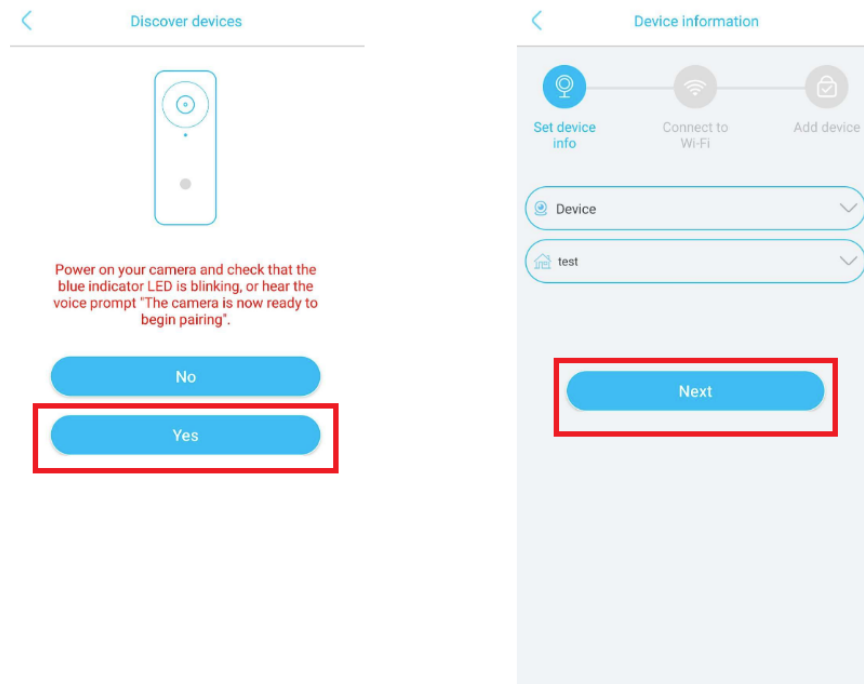 Discover devices
Power on your camera and check that the
blue indicator LED is blinking, or hear the
voice prompt "The camera is now ready to
begin pairing".
No
Yes
Device information
Set device
info
Connect to
Wi-Fi
Add device
Device
test
Next